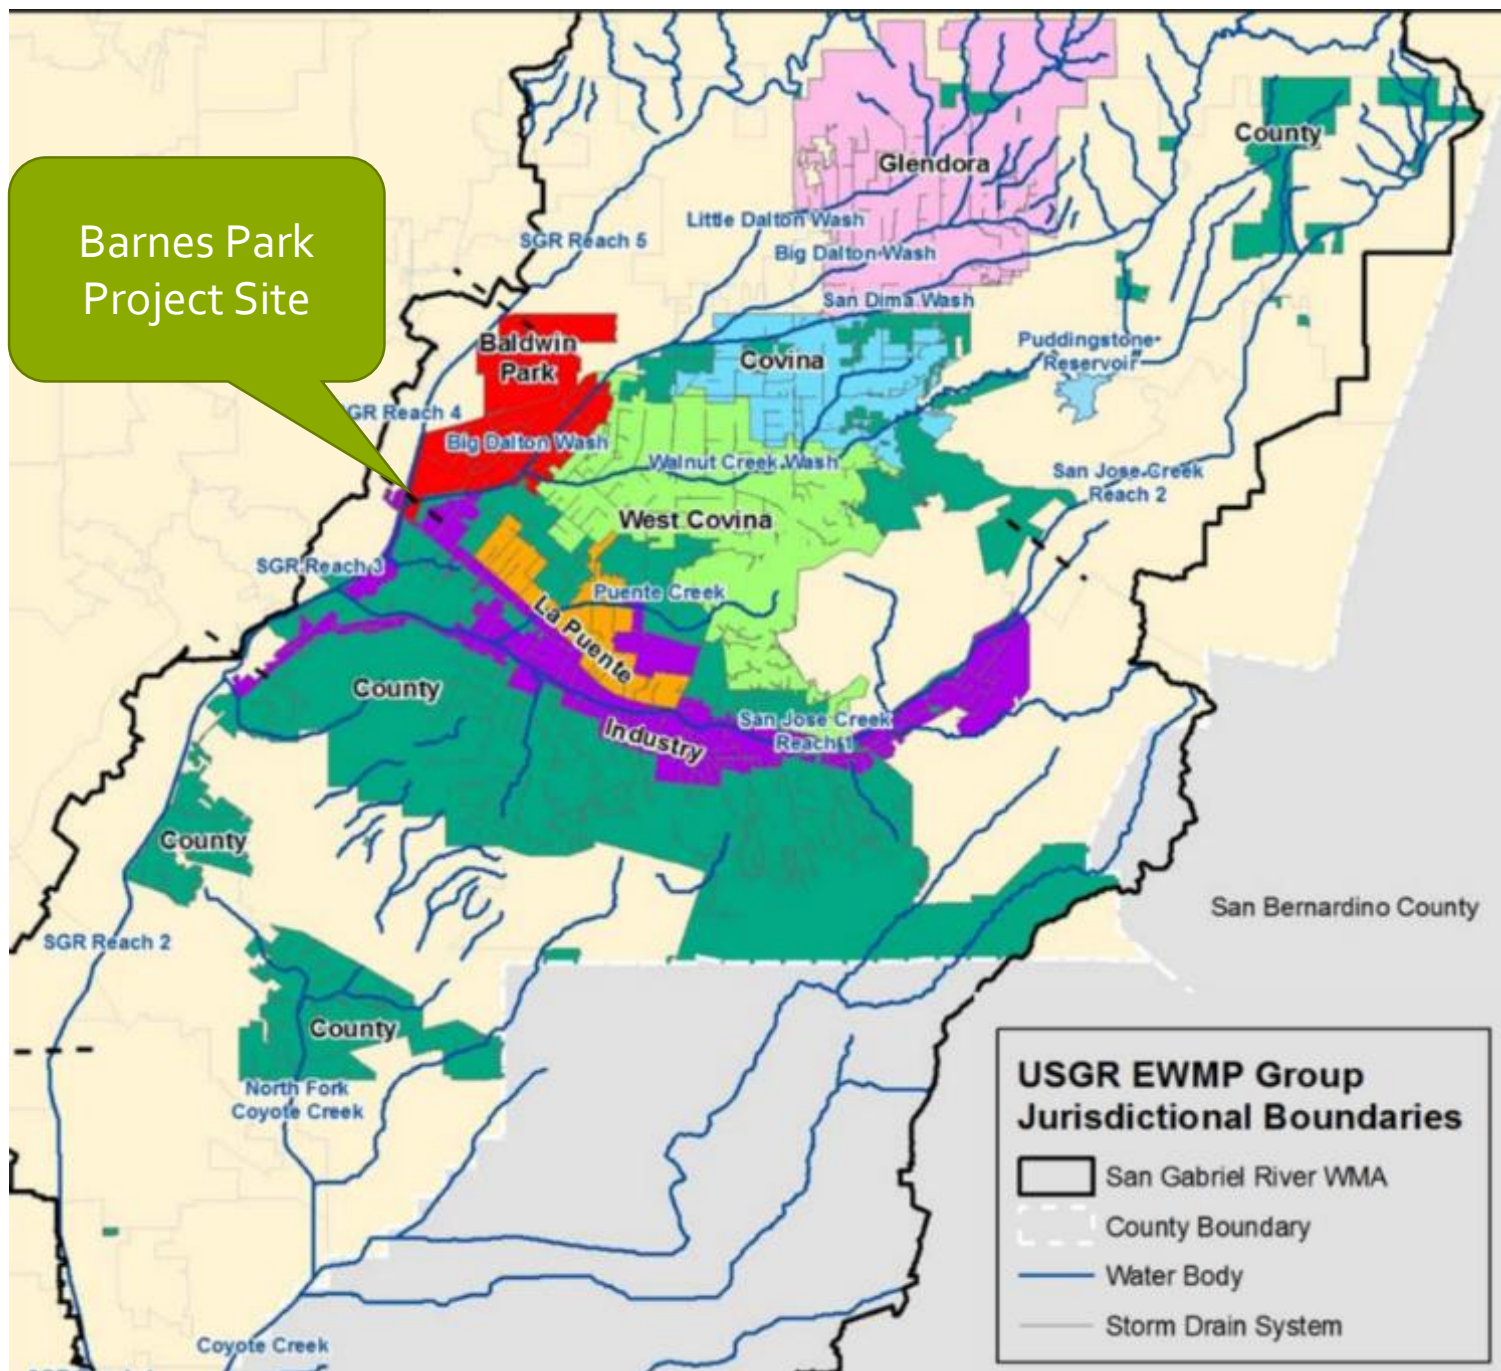 County
Glendora
Little Dalton Wash
SGR Reach 5
Big Dalton Wash
Barnes Park
Project Site
San Dima Wash
Baldwin
Park
Covina
Puddingstone
Reservoir
GR Reach 4
Big Dalton Wash
Walnut Creek Wash
San Jose Creek
Reach 2
West Covina
SGR Reach 3
Puente Creek
La Puente
County
San Jose Creek
Reach 1
Industry
County
San Bernardino County
SGR Reach 2
County
North Fork
Coyote Creek
USGR EWMP Group
Jurisdictional Boundaries
San Gabriel River WMA
County Boundary
Water Body
Storm Drain System
Coyote Creek